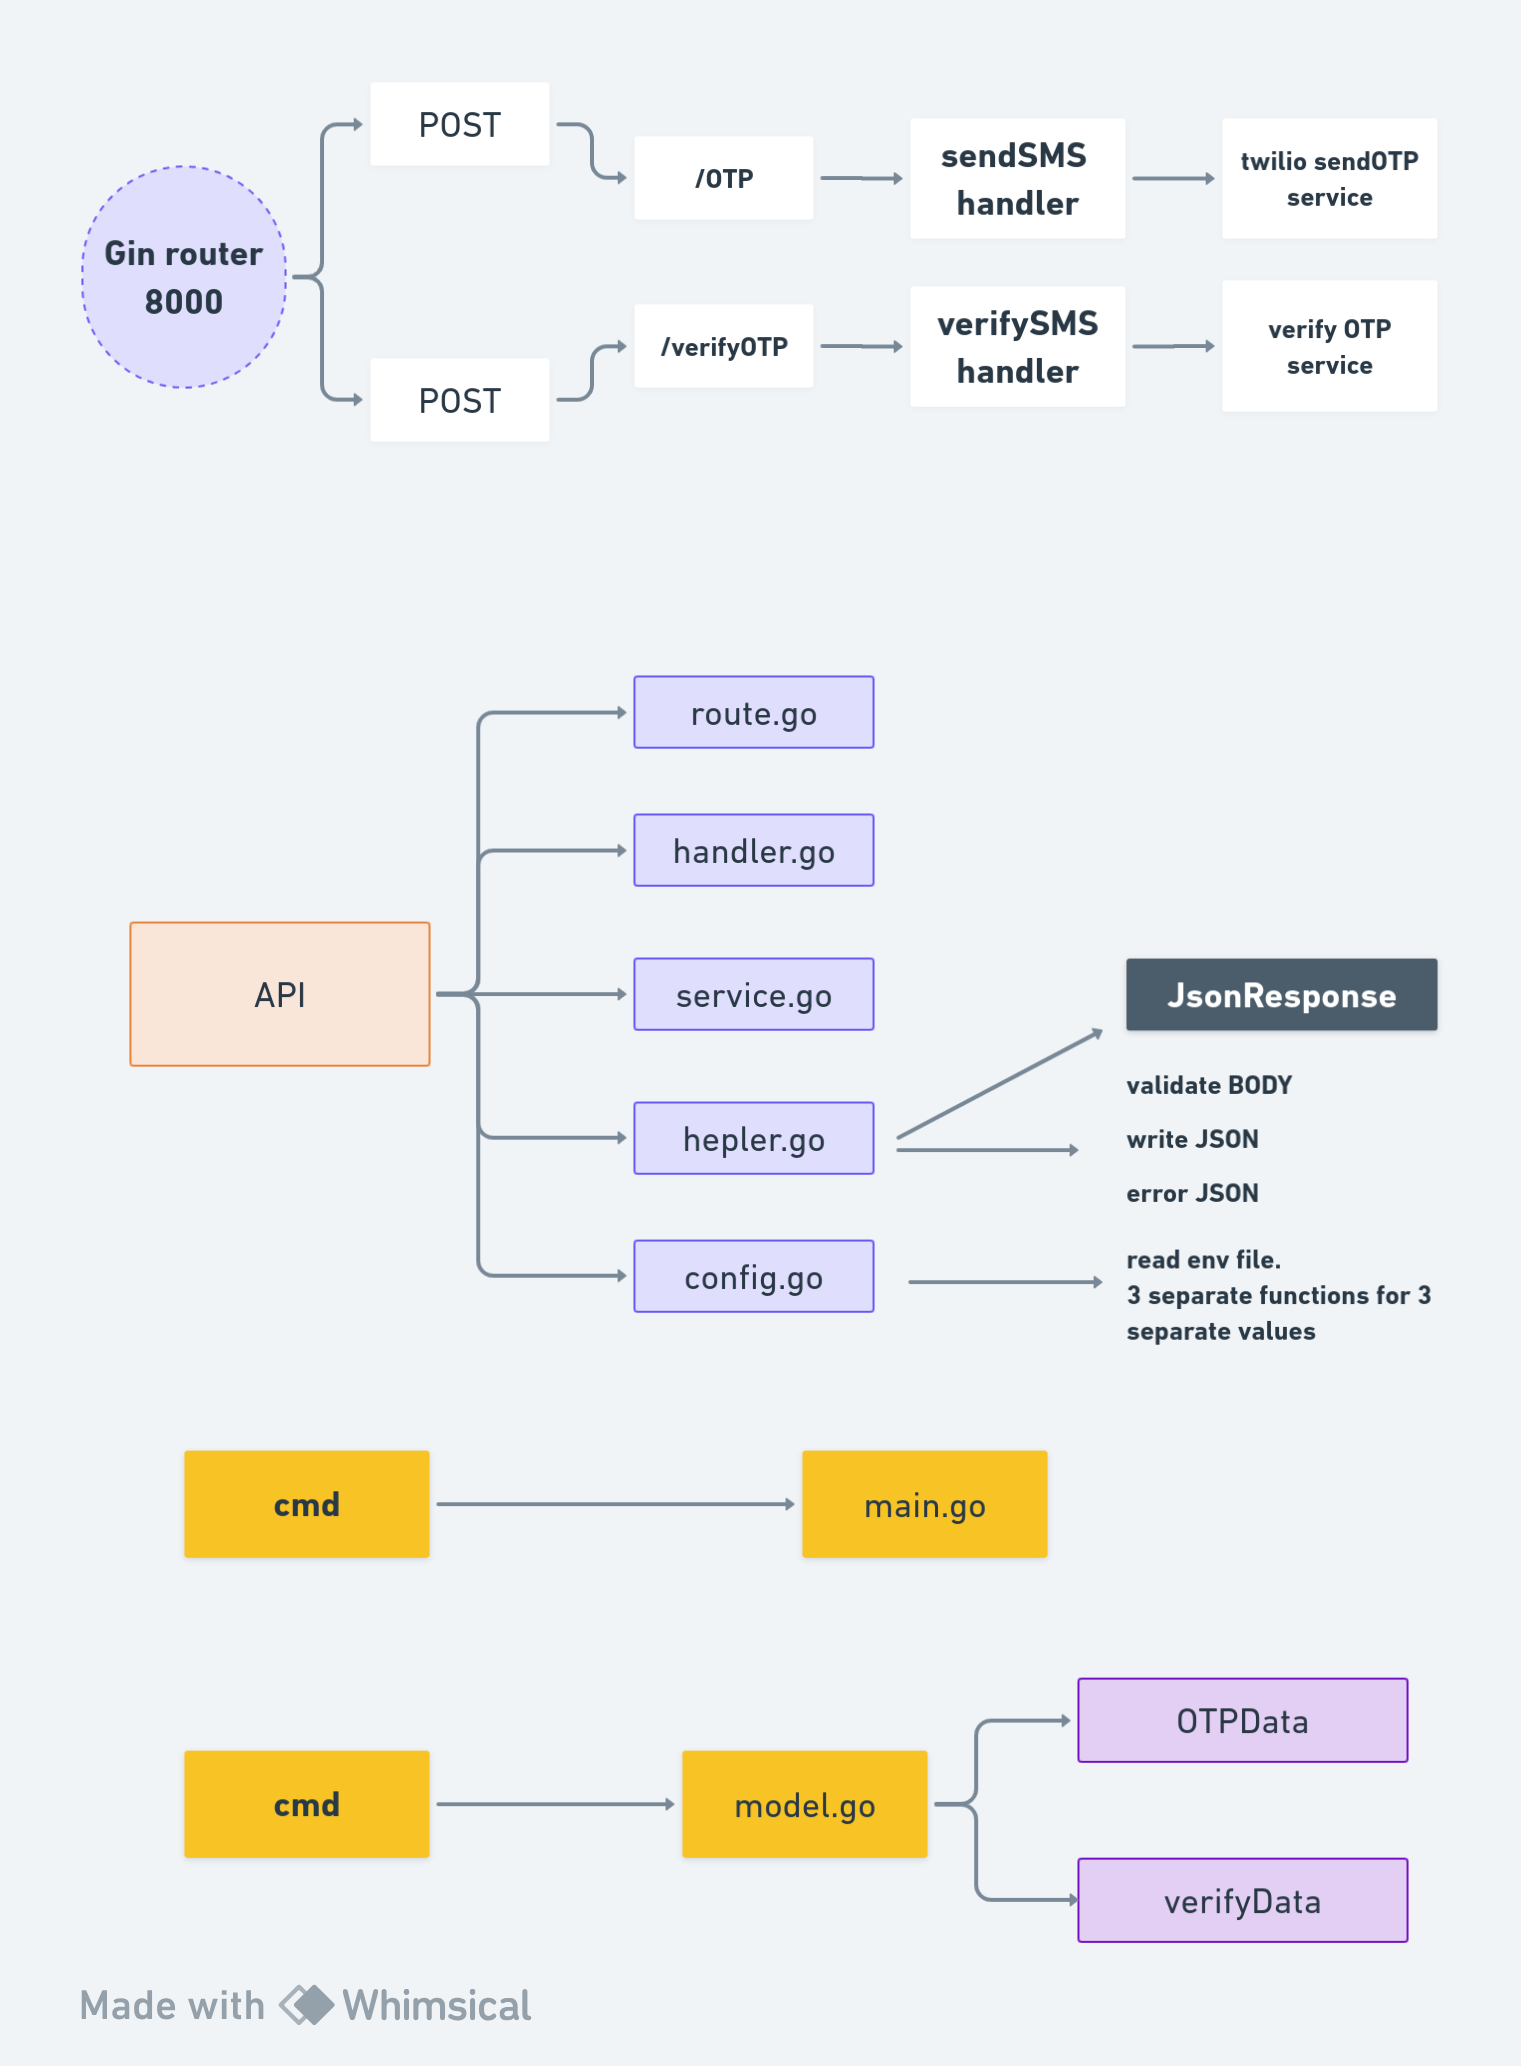 POST
/OTP
sendSMS
handler
twilio sendOTP
service
Gin router
8000
POST
/verifyOTP
verifySMS
handler
verify OTP
service
route.go
handler.go
API
service.go
JsonResponse
hepler.go
validate BODY
write JSON
error JSON
config.go
read env file.
3 separate functions for 3
separate values
cmd
main.go
cmd
model.go
OTPData
verifyData
Made with Whimsical